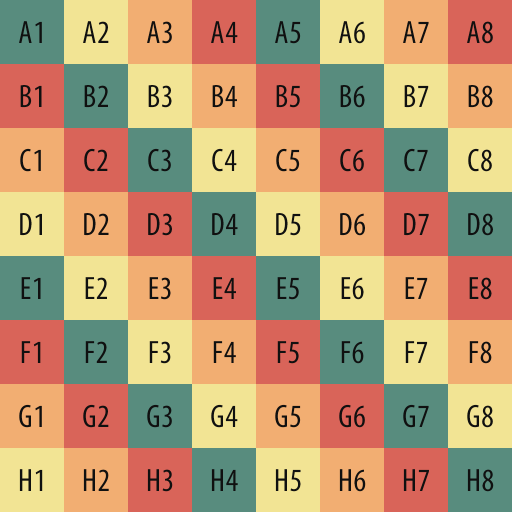 A1 A2 A3 A4 A5 A6 A7 A8
B1 B2 B3 B4 B5 B6 B7 B8
C1 C2 C3 C4 C5 C6 C7 C8
D1 D2 D3 D4 D5 D6 D7 D8
E1 E2 E3 E4 E5 E6 E7 E8
F1 F2 F3 F4 F5 F6 F7 F8
G1 G2 G3 G4 G5 G6 G7 G8
H1 H2 H3 H4 H5 H6 H7 H8